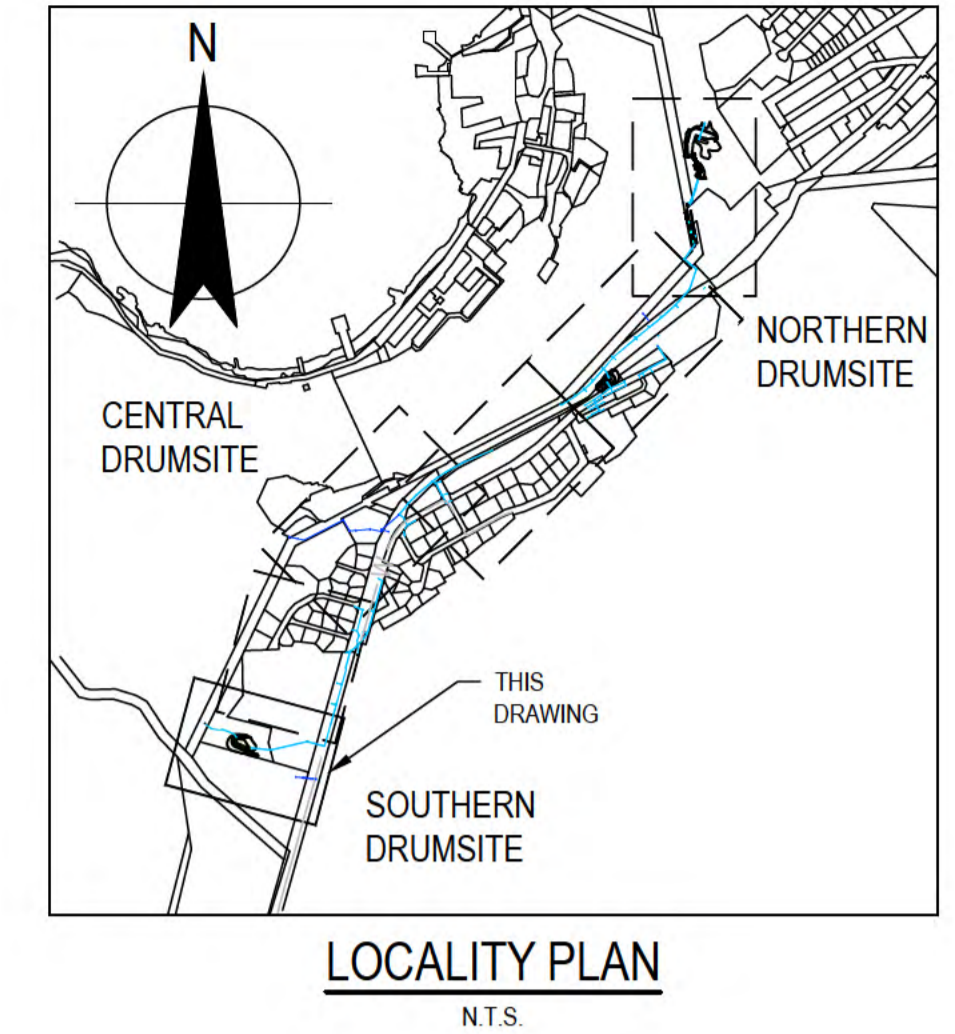 N
NORTHERN
DRUMSITE
CENTRAL
DRUMSITE
THIS
DRAWING
SOUTHERN
DRUMSITE
LOCALITY PLAN
N.T.S.